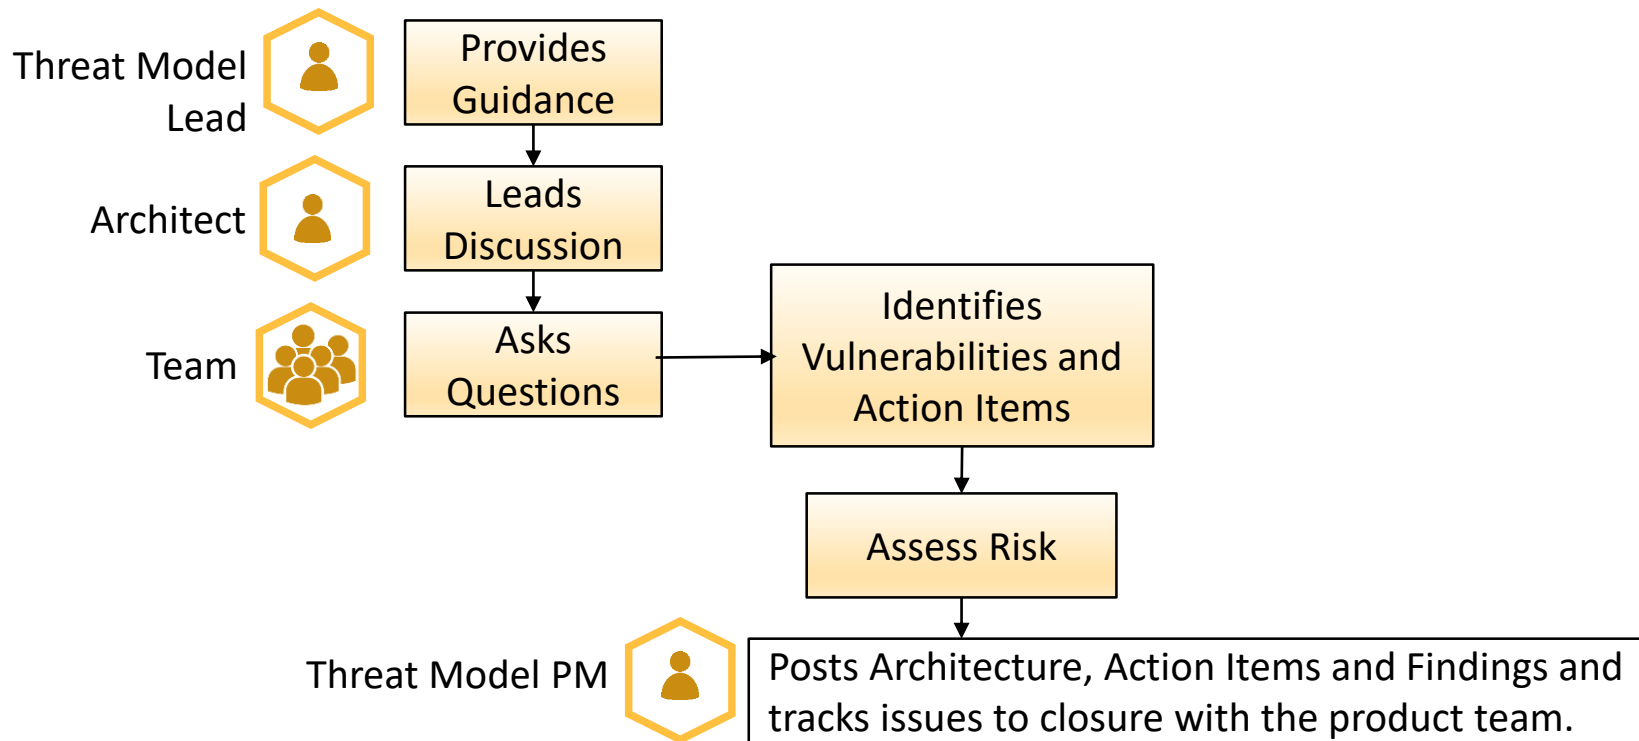 Threat Model
Lead
Provides
Guidance
Architect
Leads
Discussion
Team
Asks
Questions
Identifies
Vulnerabilities and
Action Items
Assess Risk
Threat Model PM
Posts Architecture, Action Items and Findings and
tracks issues to closure with the product team.